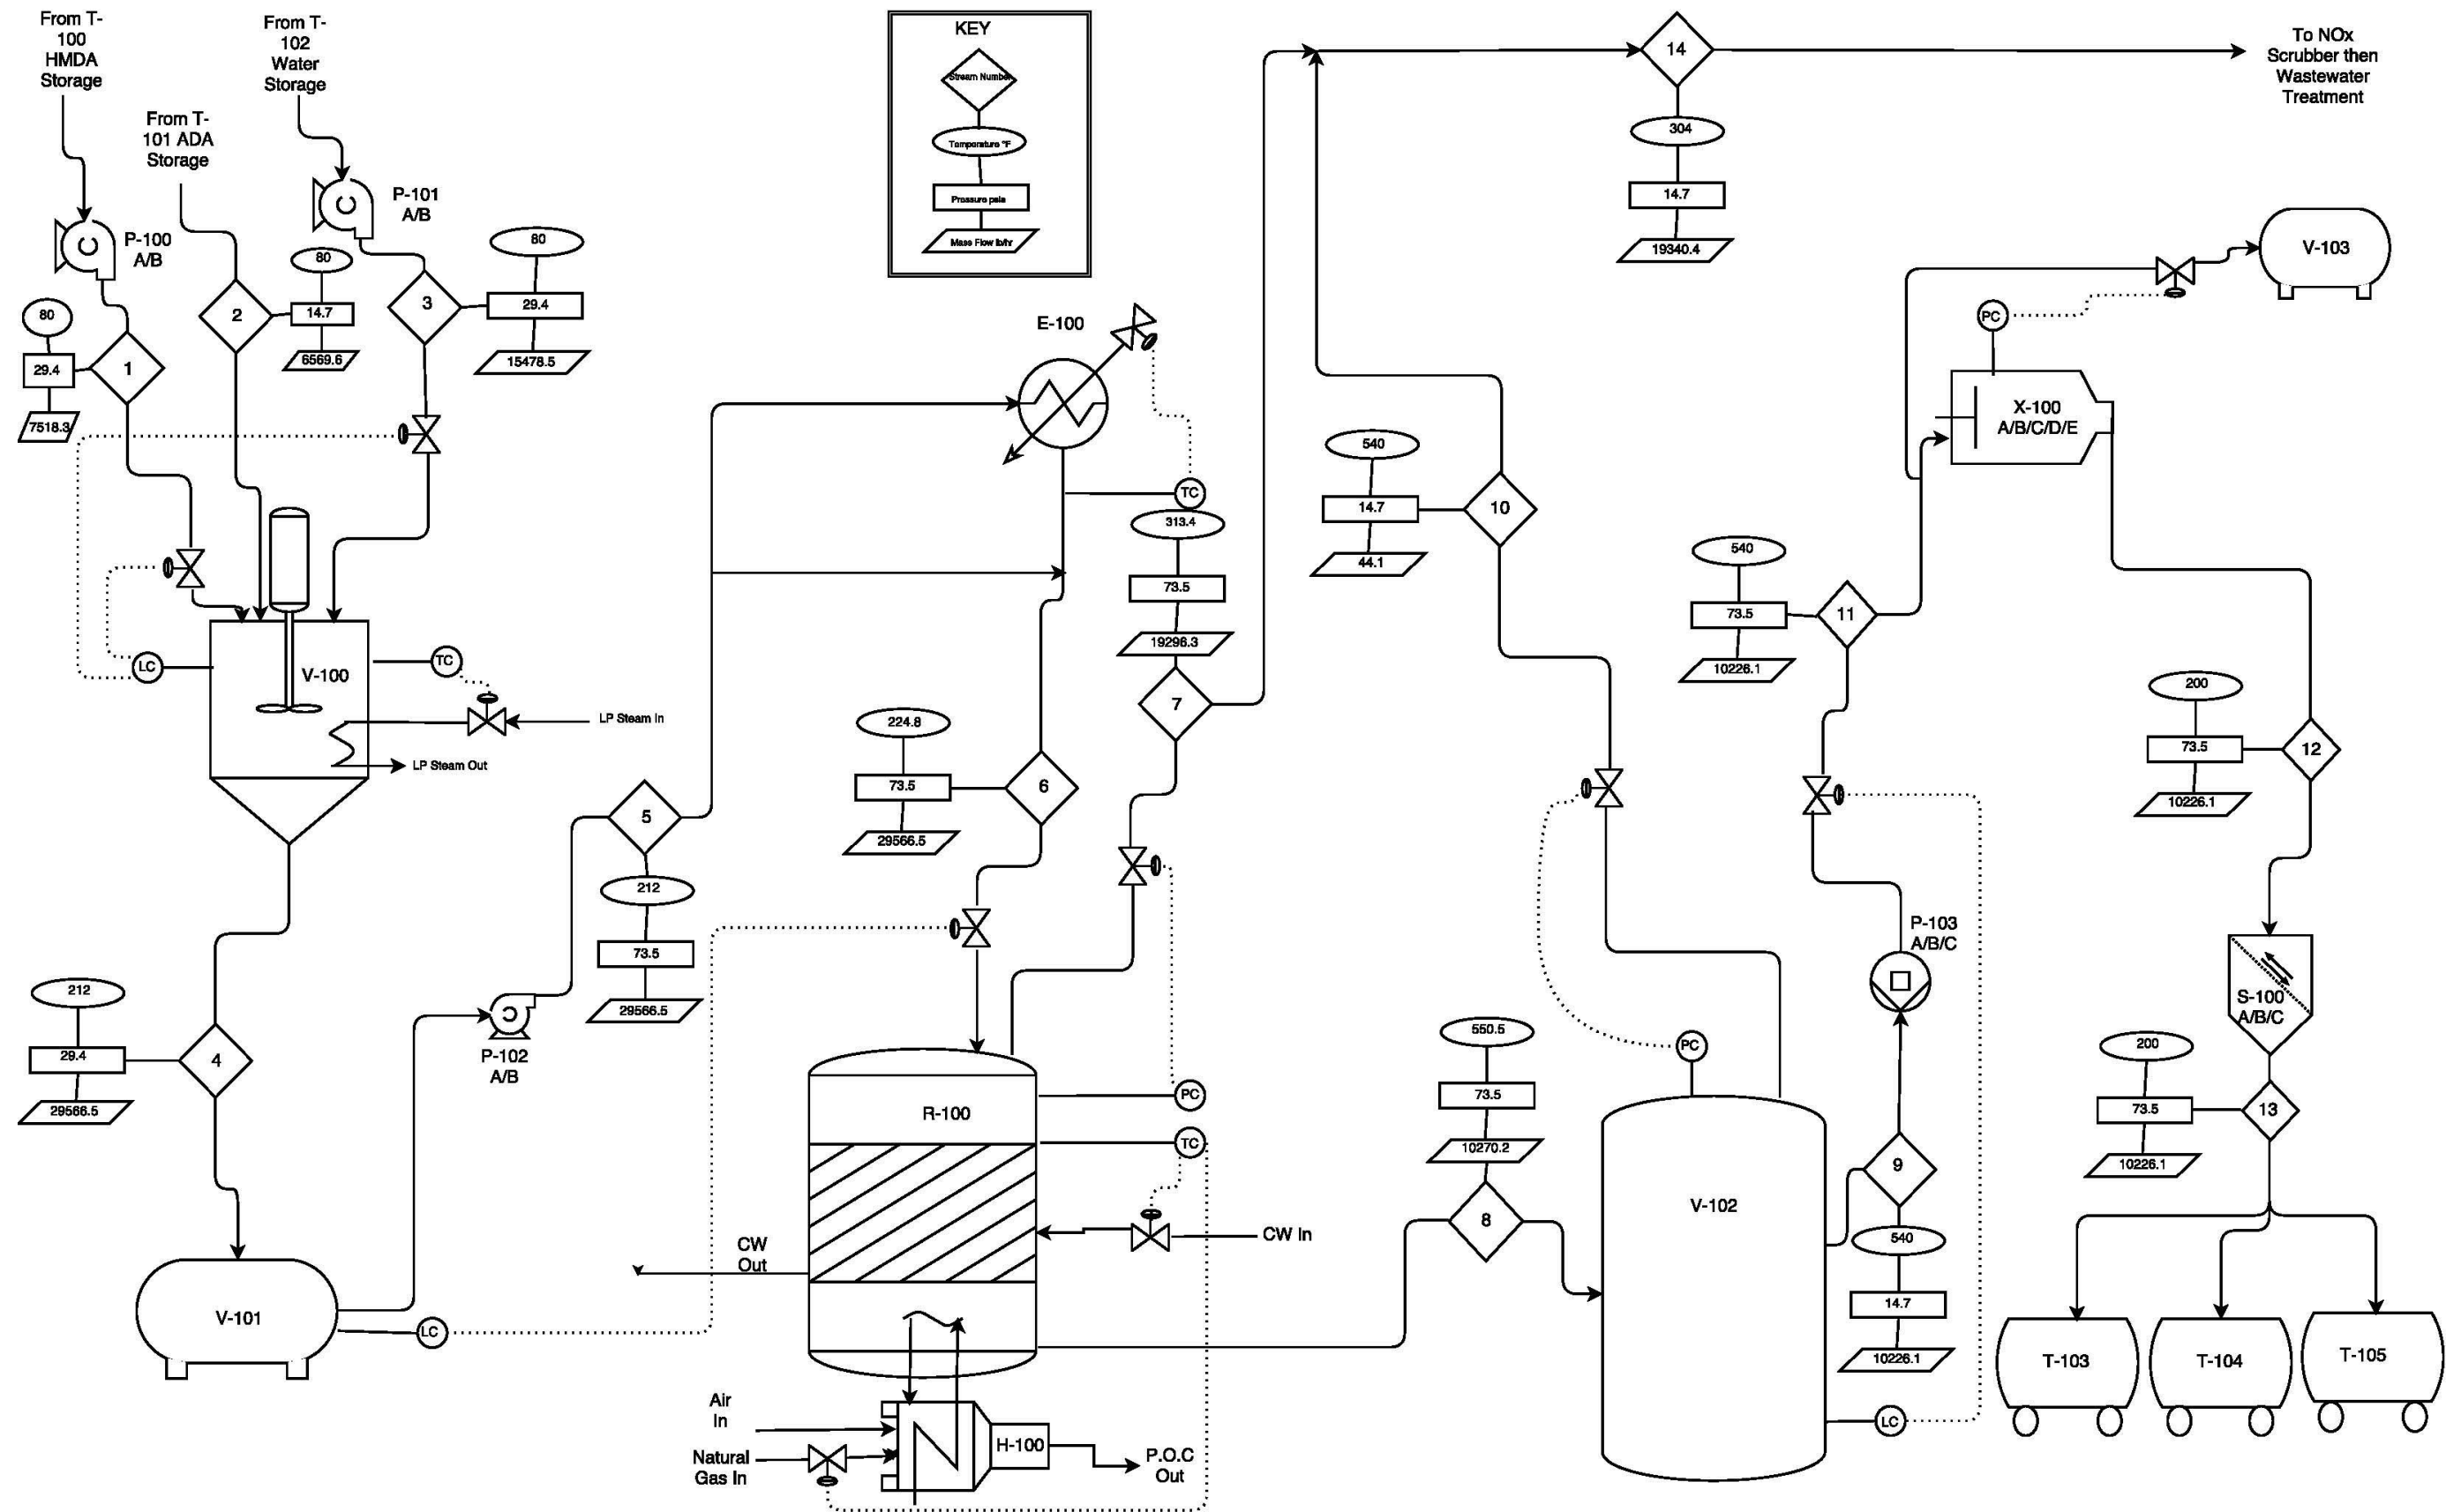 From T-
100
HMDA
Storage
From T-
102
Water
Storage
From T-
101 ADA
Storage
P-100
A/B
P-101
A/B
KEY
Stream Number
Temperature °F
Pressure psia
Mass Flow lb/hr
14
304
14.7
19340.4
To NOx
Scrubber then
Wastewater
Treatment
80
29.4
7518.3
1
2
80
14.7
6569.6
3
80
29.4
15478.5
E-100
TC
313.4
73.5
19296.3
7
540
14.7
44.1
10
V-103
PC
X-100
A/B/C/D/E
540
73.5
10226.1
11
200
73.5
10226.1
12
LC
V-100
TC
LP Steam In
LP Steam Out
5
212
73.5
29566.5
224.8
73.5
29566.5
6
212
29.4
29566.5
4
P-102
A/B
V-101
LC
R-100
PC
TC
CW In
CW
Out
Air
In
Natural
Gas In
H-100
P.O.C
Out
550.5
73.5
10270.2
8
PC
V-102
LC
P-103
A/B/C
9
540
14.7
10226.1
S-100
A/B/C
200
73.5
10226.1
13
T-103
T-104
T-105
C
C
C